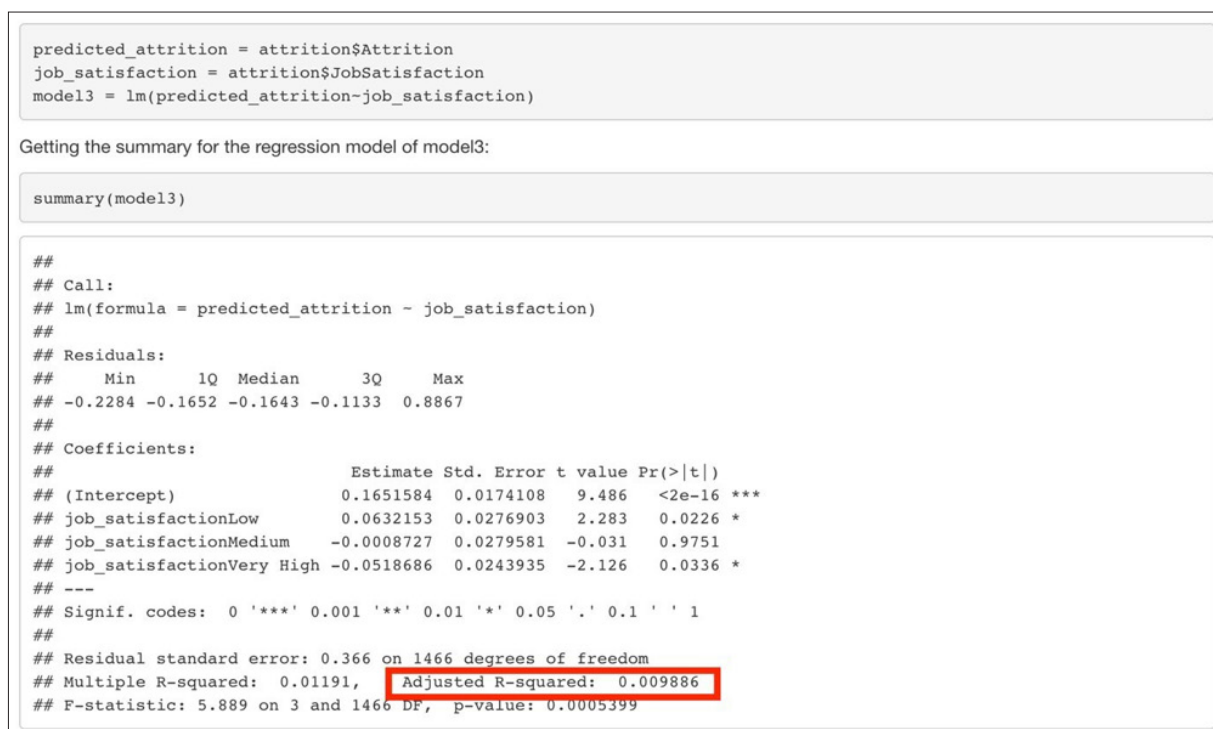 predicted_attrition = attrition$Attrition
job_satisfaction = attrition$JobSatisfaction
model3 = lm(predicted_attrition~job_satisfaction)
Getting the summary for the regression model of model3:
summary(model3)
##
## Call:
## lm(formula = predicted_attrition ~ job_satisfaction)
##
## Residuals:
##     Min      1Q  Median      3Q     Max
## -0.2284 -0.1652 -0.1643 -0.1133  0.8867
##
## Coefficients:
##                             Estimate Std. Error t value Pr(>|t|)
## (Intercept)                0.1651584  0.0174108   9.486   <2e-16 ***
## job_satisfactionLow        0.0632153  0.0276903   2.283   0.0226 *
## job_satisfactionMedium    -0.0008727  0.0279581  -0.031   0.9751
## job_satisfactionVery High -0.0518686  0.0243935  -2.126   0.0336 *
## ---
## Signif. codes:  0 '***' 0.001 '**' 0.01 '*' 0.05 '.' 0.1 ' ' 1
##
## Residual standard error: 0.366 on 1466 degrees of freedom
## Multiple R-squared:  0.01191,   Adjusted R-squared:  0.009886
## F-statistic: 5.889 on 3 and 1466 DF,  p-value: 0.0005399